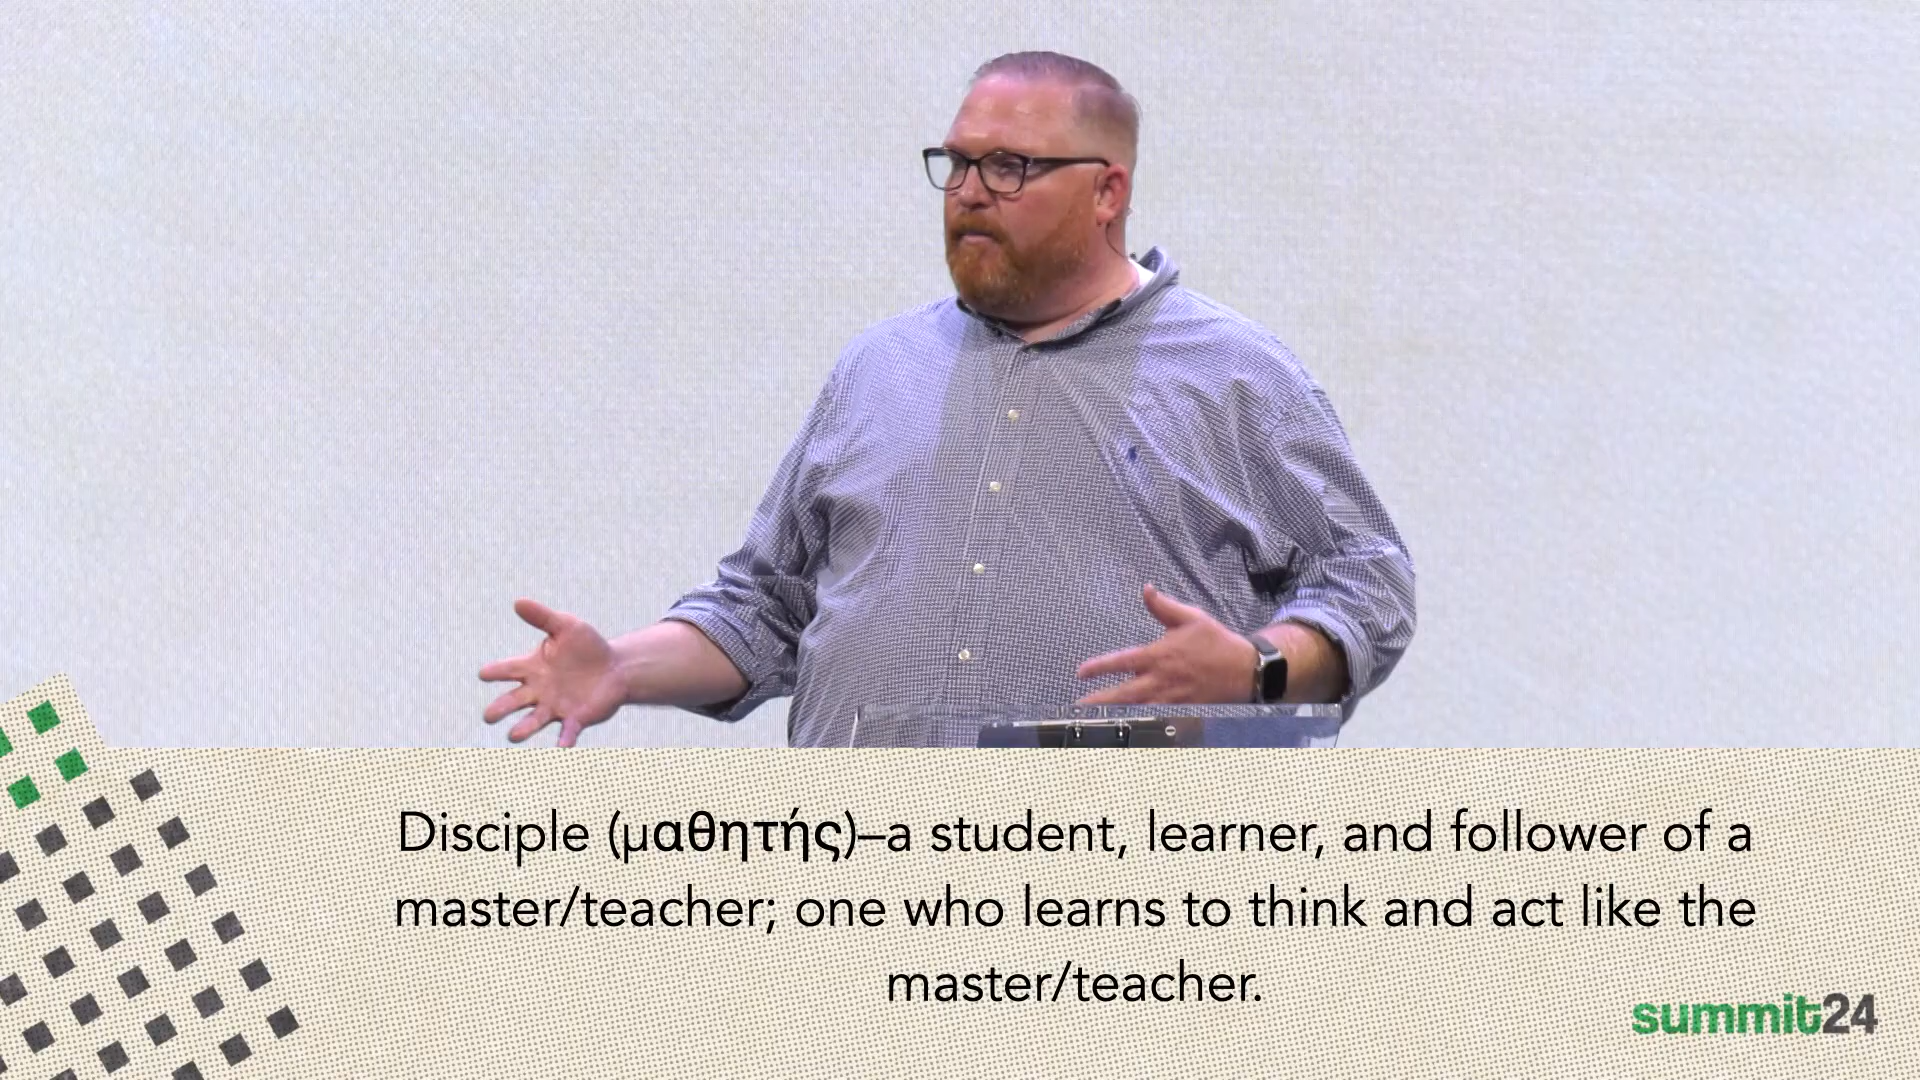 Disciple (μαθητής)–a student, learner, and follower of a
master/teacher; one who learns to think and act like the
master/teacher.
summit24